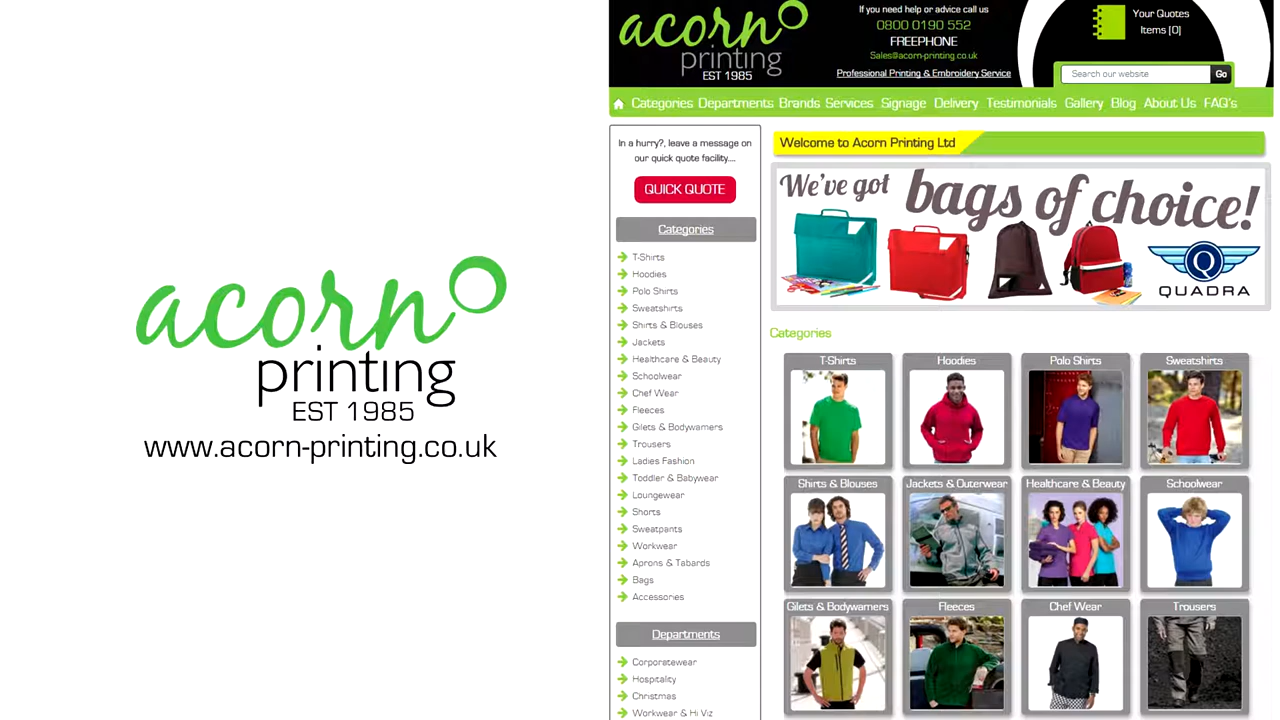 acorn
printing
EST 1985
www.acorn-printing.co.uk
acorn
printing
EST 1985
If you need help or advice call us
0800 0190 552
FREEPHONE
Sales@acorn-printing.co.uk
Professional Printing & Embroidery Service
Your Quotes
Items [0]
Search our website
Go
Categories Departments Brands Services Signage Delivery Testimonials Gallery Blog About Us FAQ's
In a hurry?, leave a message on
our quick quote facility....
QUICK QUOTE
Categories
T-Shirts
Hoodies
Polo Shirts
Sweatshirts
Shirts & Blouses
Jackets
Healthcare & Beauty
Schoolwear
Chef Wear
Fleeces
Gilets & Bodywarmers
Trousers
Ladies Fashion
Toddler & Babywear
Loungewear
Shorts
Sweatpants
Workwear
Aprons & Tabards
Bags
Accessories
Departments
Corporatewear
Hospitality
Christmas
Workwear & Hi Viz
Welcome to Acorn Printing Ltd
We've got bags of choice!
Q
QUADRA
Categories
T-Shirts Hoodies Polo Shirts Sweatshirts
Shirts & Blouses Jackets & Outerwear Healthcare & Beauty Schoolwear
Gilets & Bodywamers Fleeces Chef Wear Trousers